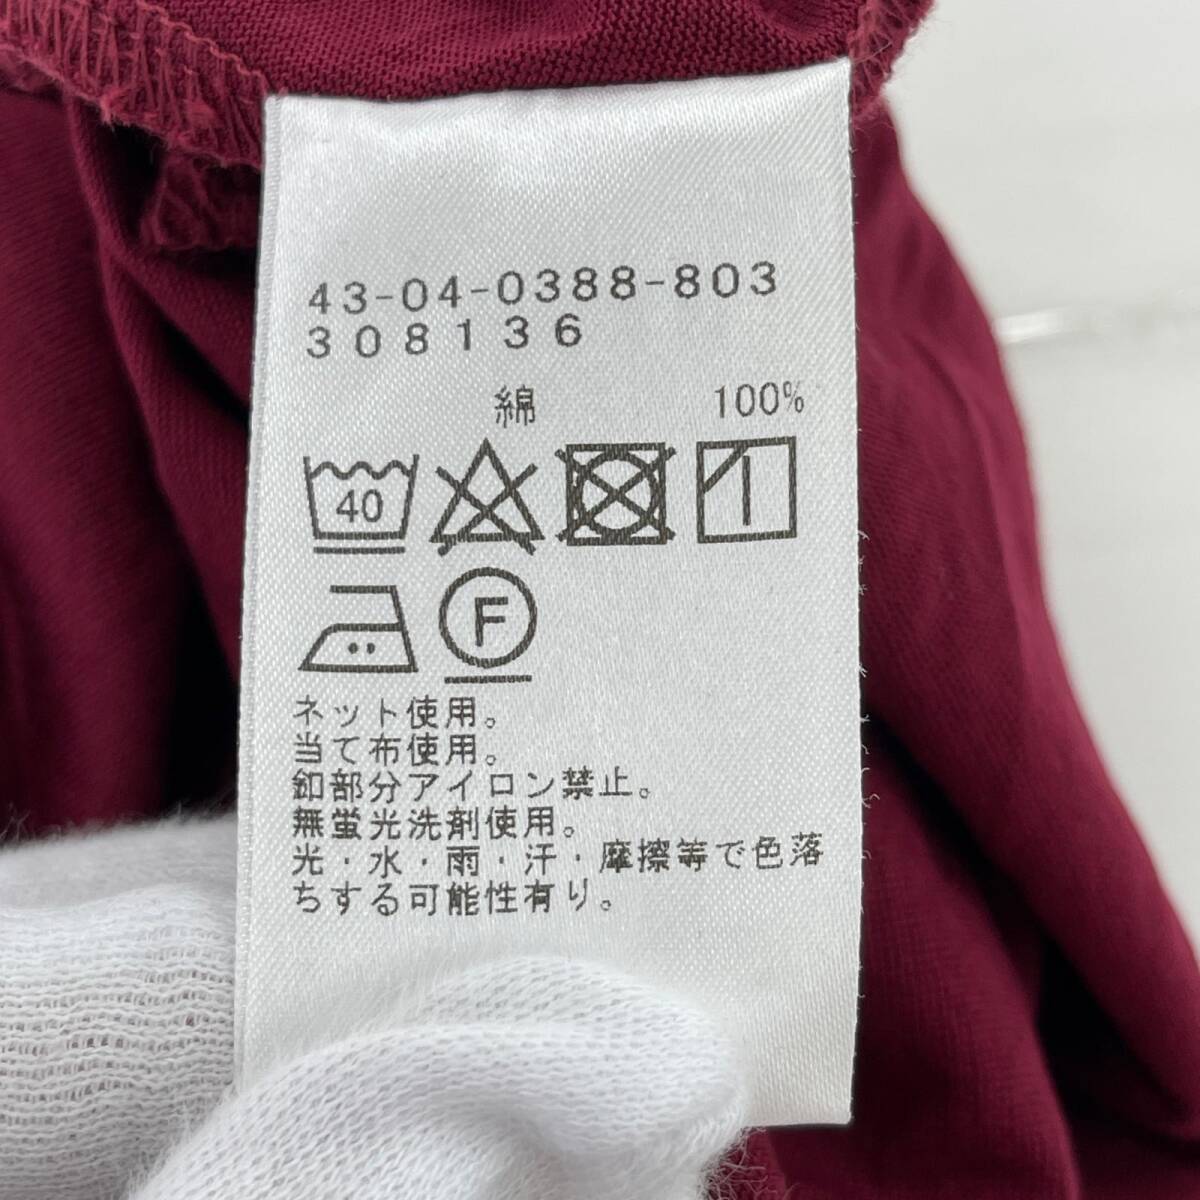 43-04-0388-803
308136
綿 100%
40
F
ネット使用。
当て布使用。
釦部分アイロン禁止。
無蛍光洗剤使用。
光・水・雨・汗・摩擦等で色落
ちする可能性有り。